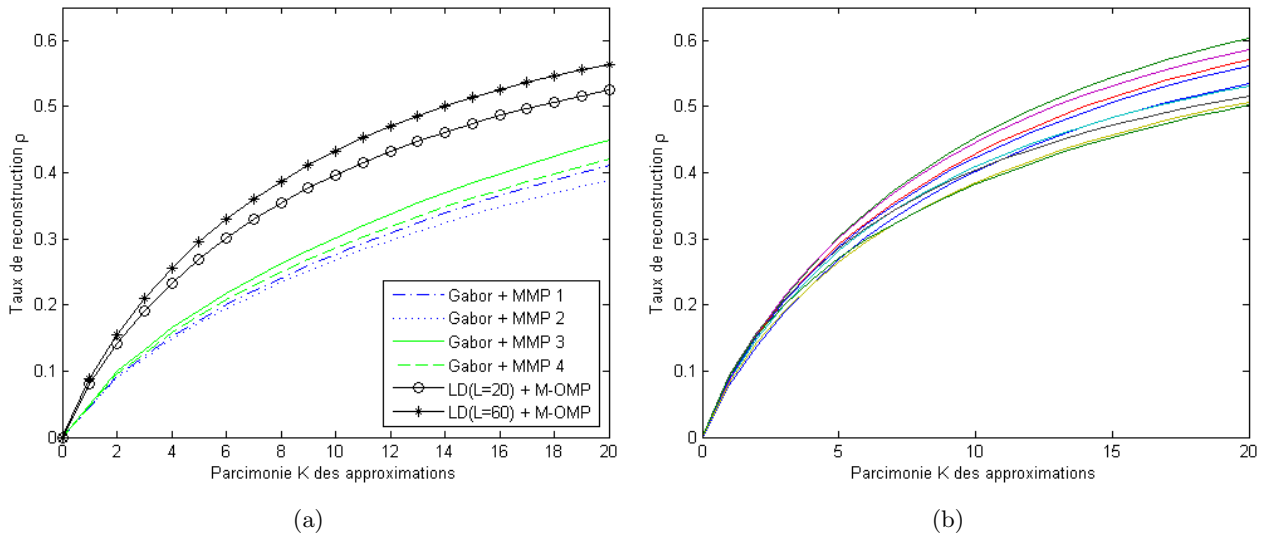 0.6
0.5
0.4
0.3
0.2
0.1
0
Taux de reconstruction ρ
0 2 4 6 8 10 12 14 16 18 20
Parcimonie K des approximations
Gabor + MMP 1
Gabor + MMP 2
Gabor + MMP 3
Gabor + MMP 4
LD(L=20) + M-OMP
LD(L=60) + M-OMP
(a)
0.6
0.5
0.4
0.3
0.2
0.1
0
Taux de reconstruction ρ
0 5 10 15 20
Parcimonie K des approximations
(b)